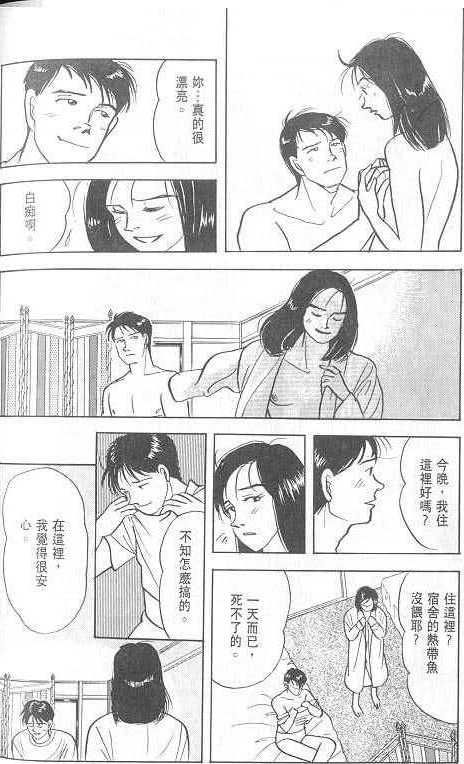 妳…真的很
漂亮。
白痴啊。
今晚，我住
這裡好嗎？
住這裡？
宿舍的熱帶魚
沒餵耶？
一天而已，
死不了的。
不知怎麼搞的。
在這裡，
我覺得很安
心。